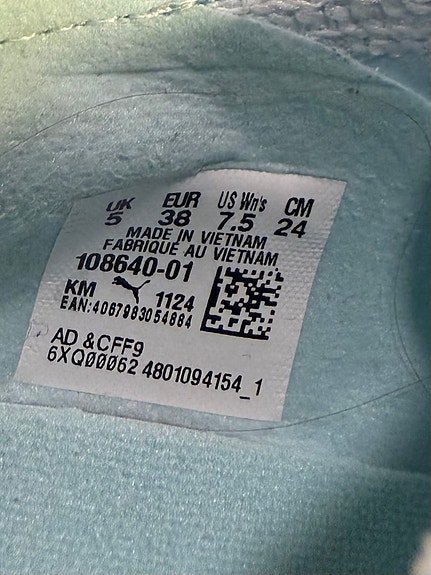 UK EUR US Wn's CM
5 38 7.5 24
MADE IN VIETNAM
FABRIQUÉ AU VIETNAM
108640-01
KM 1124
EAN:4067983054864
AD &CFF9
6XQ00062 4801094154_1